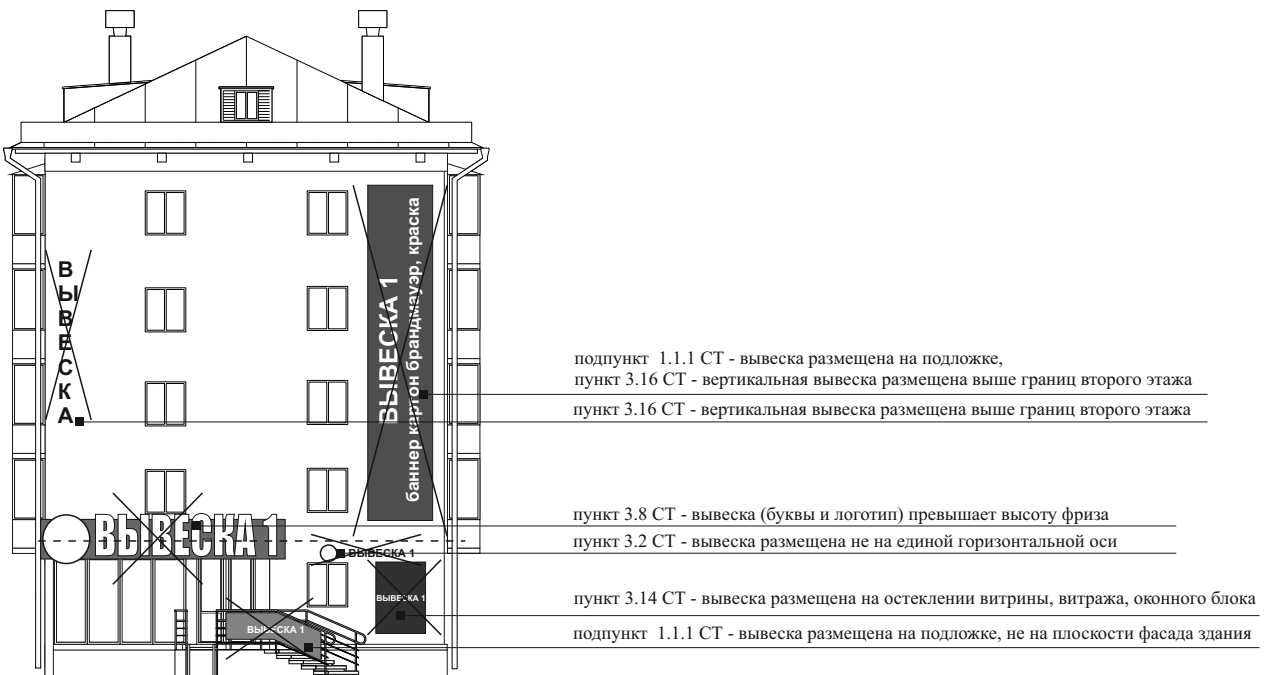 ВЫВЕСКА
ВЫВЕСКА 1
баннер картон брандмауэр, краска
подпункт 1.1.1 СТ - вывеска размещена на подложке,
пункт 3.16 СТ - вертикальная вывеска размещена выше границ второго этажа
пункт 3.16 СТ - вертикальная вывеска размещена выше границ второго этажа
ВЫВЕСКА 1
пункт 3.8 СТ - вывеска (буквы и логотип) превышает высоту фриза
пункт 3.2 СТ - вывеска размещена не на единой горизонтальной оси
ВЫВЕСКА 1
ВЫВЕСКА 1
пункт 3.14 СТ - вывеска размещена на остеклении витрины, витража, оконного блока
ВЫВЕСКА 1
подпункт 1.1.1 СТ - вывеска размещена на подложке, не на плоскости фасада здания